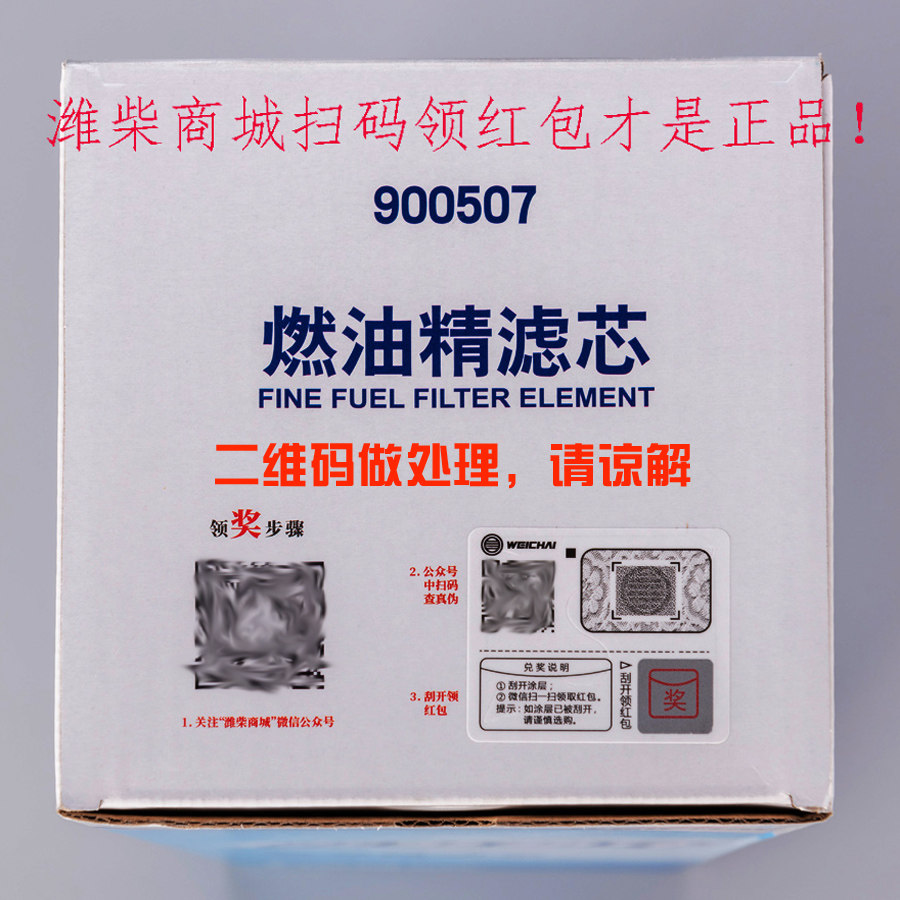 潍柴商城扫码领红包才是正品！
900507
燃油精滤芯
FINE FUEL FILTER ELEMENT
二维码做处理，请谅解
领奖步骤
1. 关注“潍柴商城”微信公众号
2. 公众号
中扫码
查真伪
3. 刮开领
红包
WEICHAI
兑奖说明
①刮开涂层；
②微信扫一扫领取红包。
提示：如涂层已被刮开，
请谨慎选购。
刮开领红包
奖